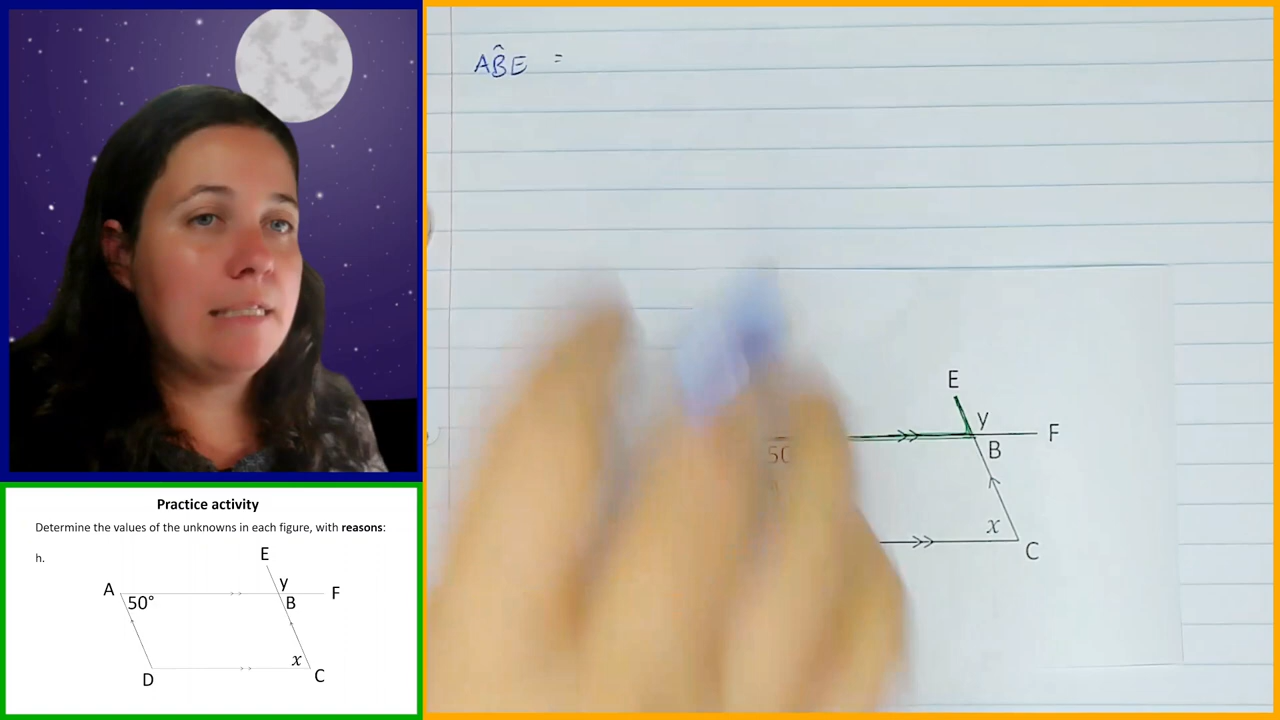 AB̂E =
E
y
50
F
B
x
C
Practice activity
Determine the values of the unknowns in each figure, with reasons:
h.
E
A
y
F
50°
B
x
D
C